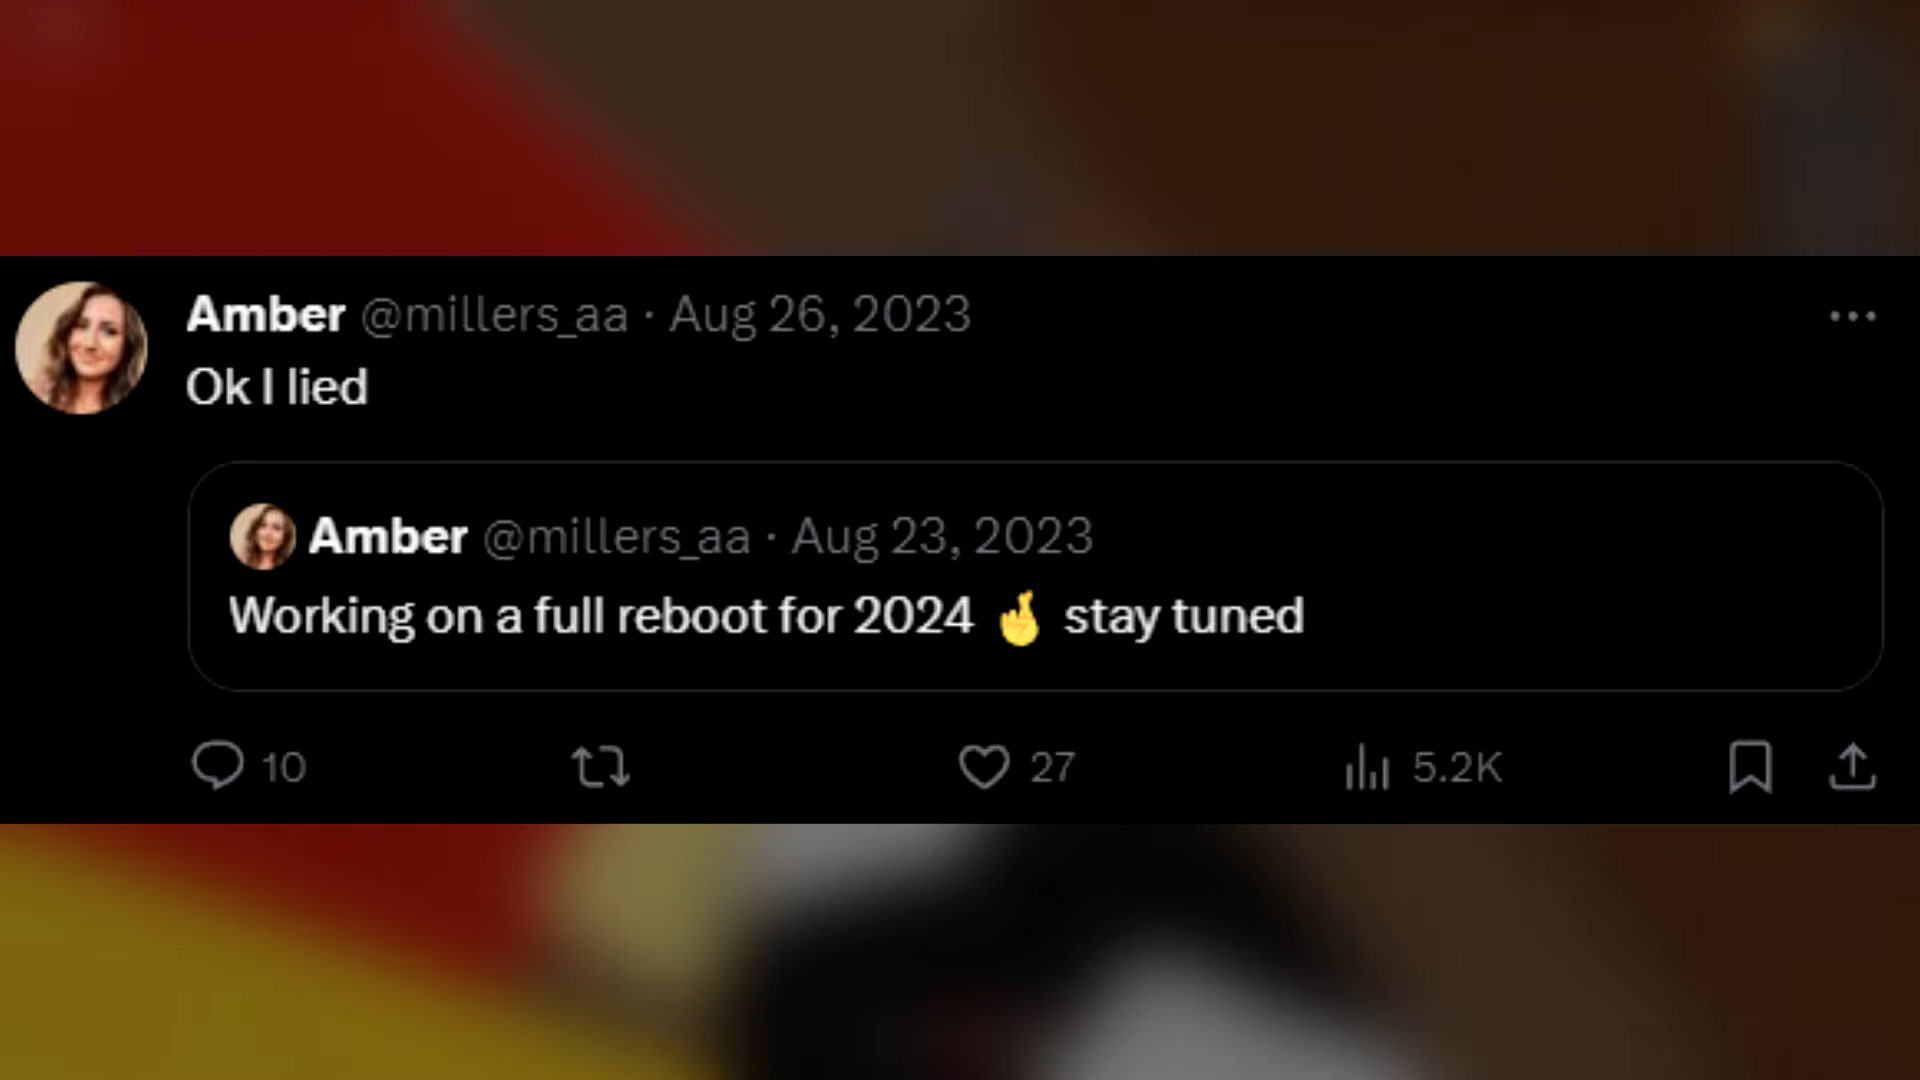 Amber @millers_aa · Aug 26, 2023
Ok I lied
Amber @millers_aa · Aug 23, 2023
Working on a full reboot for 2024 🤞 stay tuned
10 27 5.2K